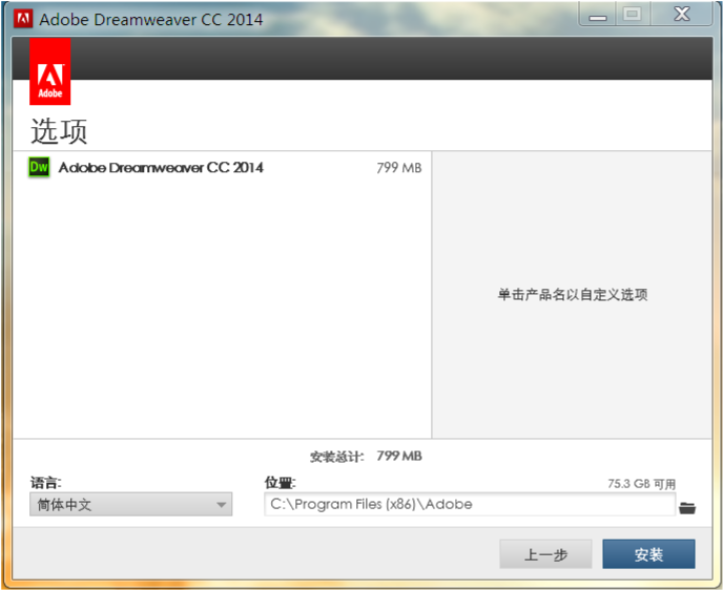 Adobe Dreamweaver CC 2014
Adobe
选项
Dw Adobe Dreamweaver CC 2014 799 MB
单击产品名以自定义选项
安装总计: 799 MB
语言: 位置: 75.3 GB 可用
简体中文 C:\Program Files (x86)\Adobe
上一步 安装